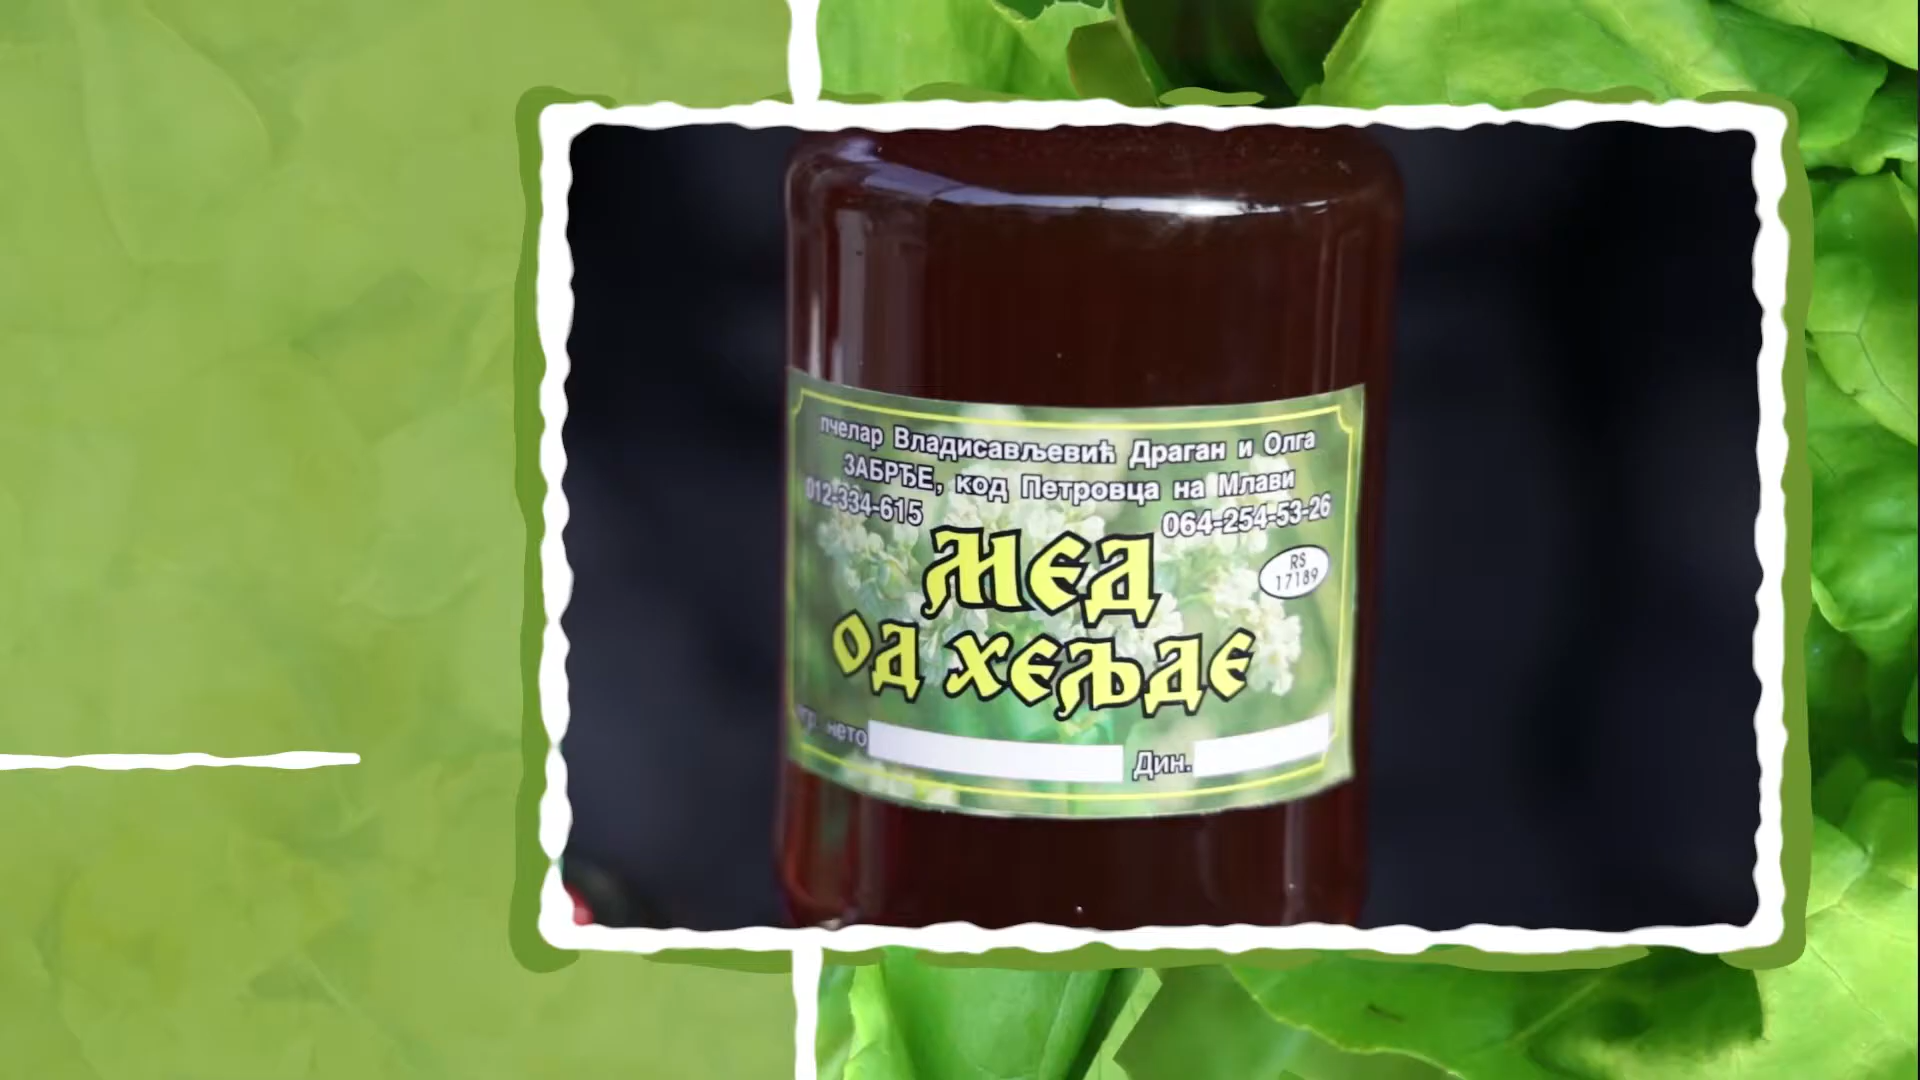 пчелар Владисављевић Драган и Олга
ЗАБРЂЕ, код Петровца на Млави
012-334-615 064-254-53-26
МЕД
RS
17189
ОД ХЕЉДЕ
нето Дин.